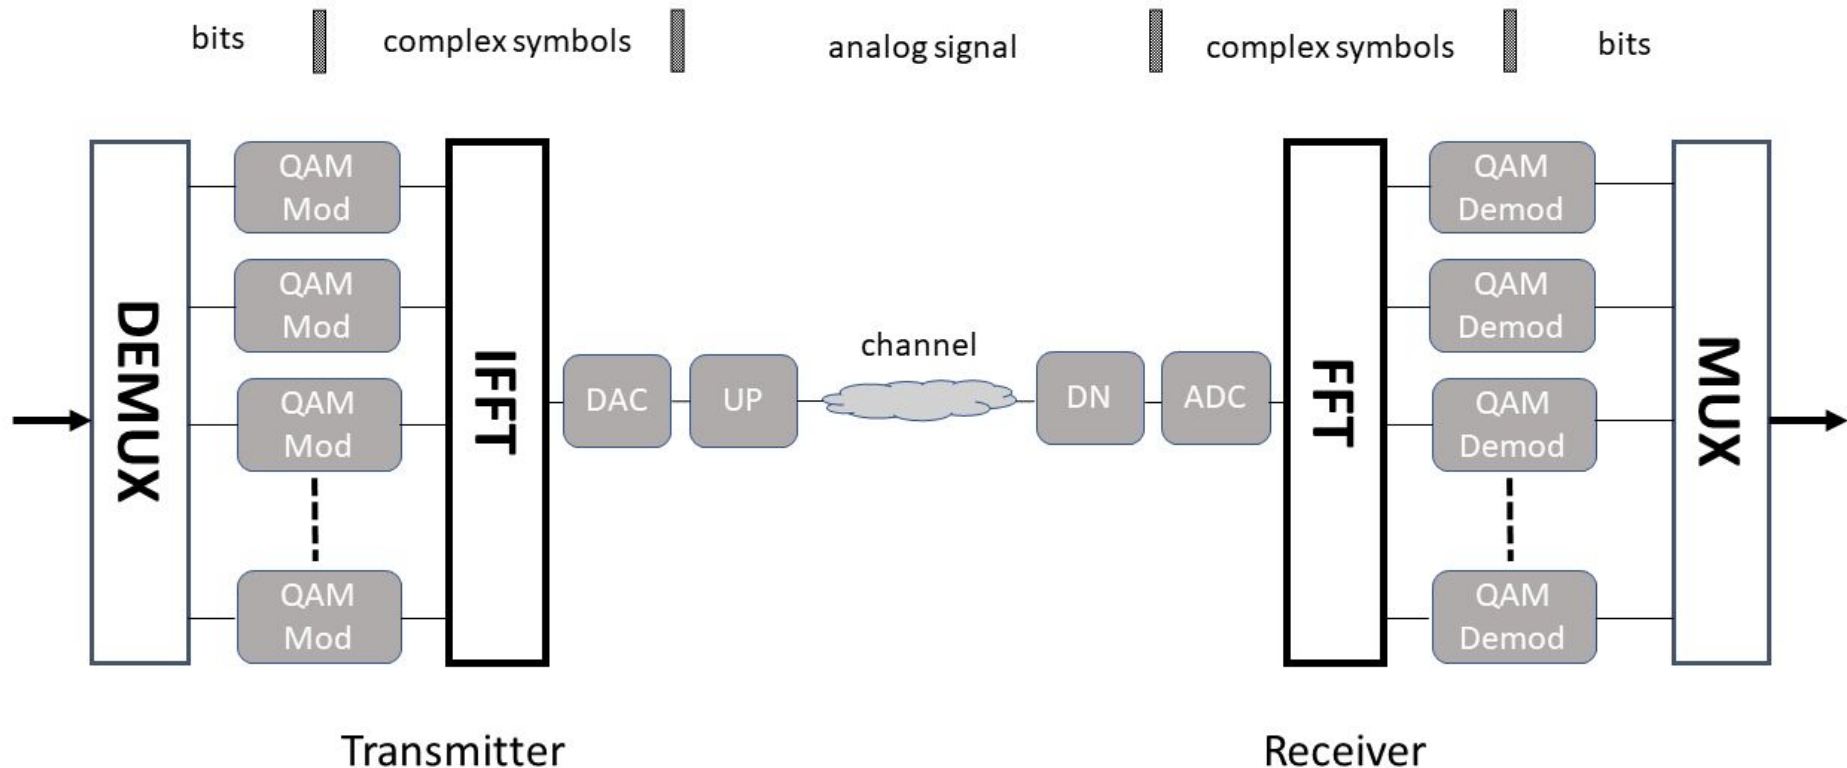 bits
complex symbols
analog signal
complex symbols
bits
DEMUX
QAM
Mod
QAM
Mod
QAM
Mod
QAM
Mod
IFFT
DAC
UP
channel
DN
ADC
FFT
QAM
Demod
QAM
Demod
QAM
Demod
QAM
Demod
MUX
Transmitter
Receiver